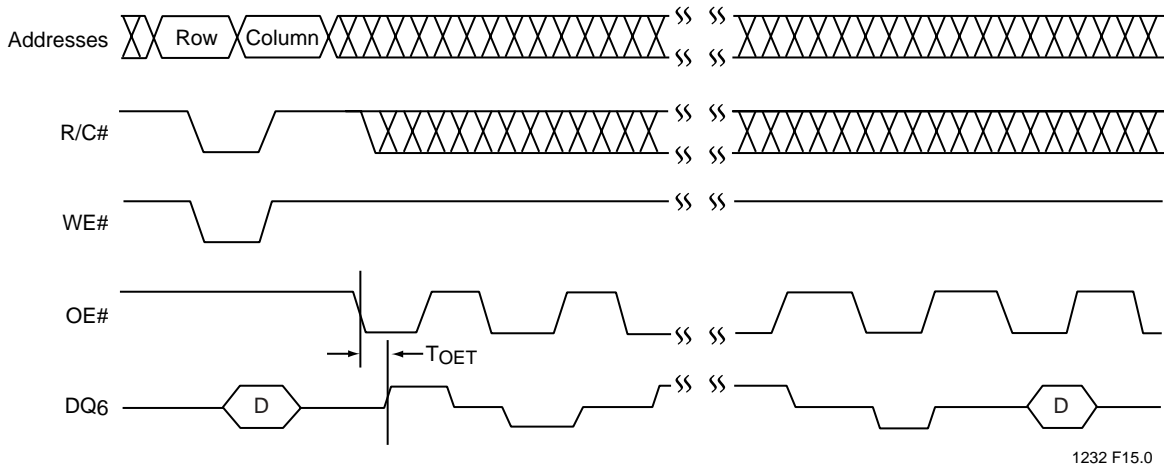 Addresses
Row
Column
R/C#
WE#
OE#
TOET
DQ6
D
D
1232 F15.0